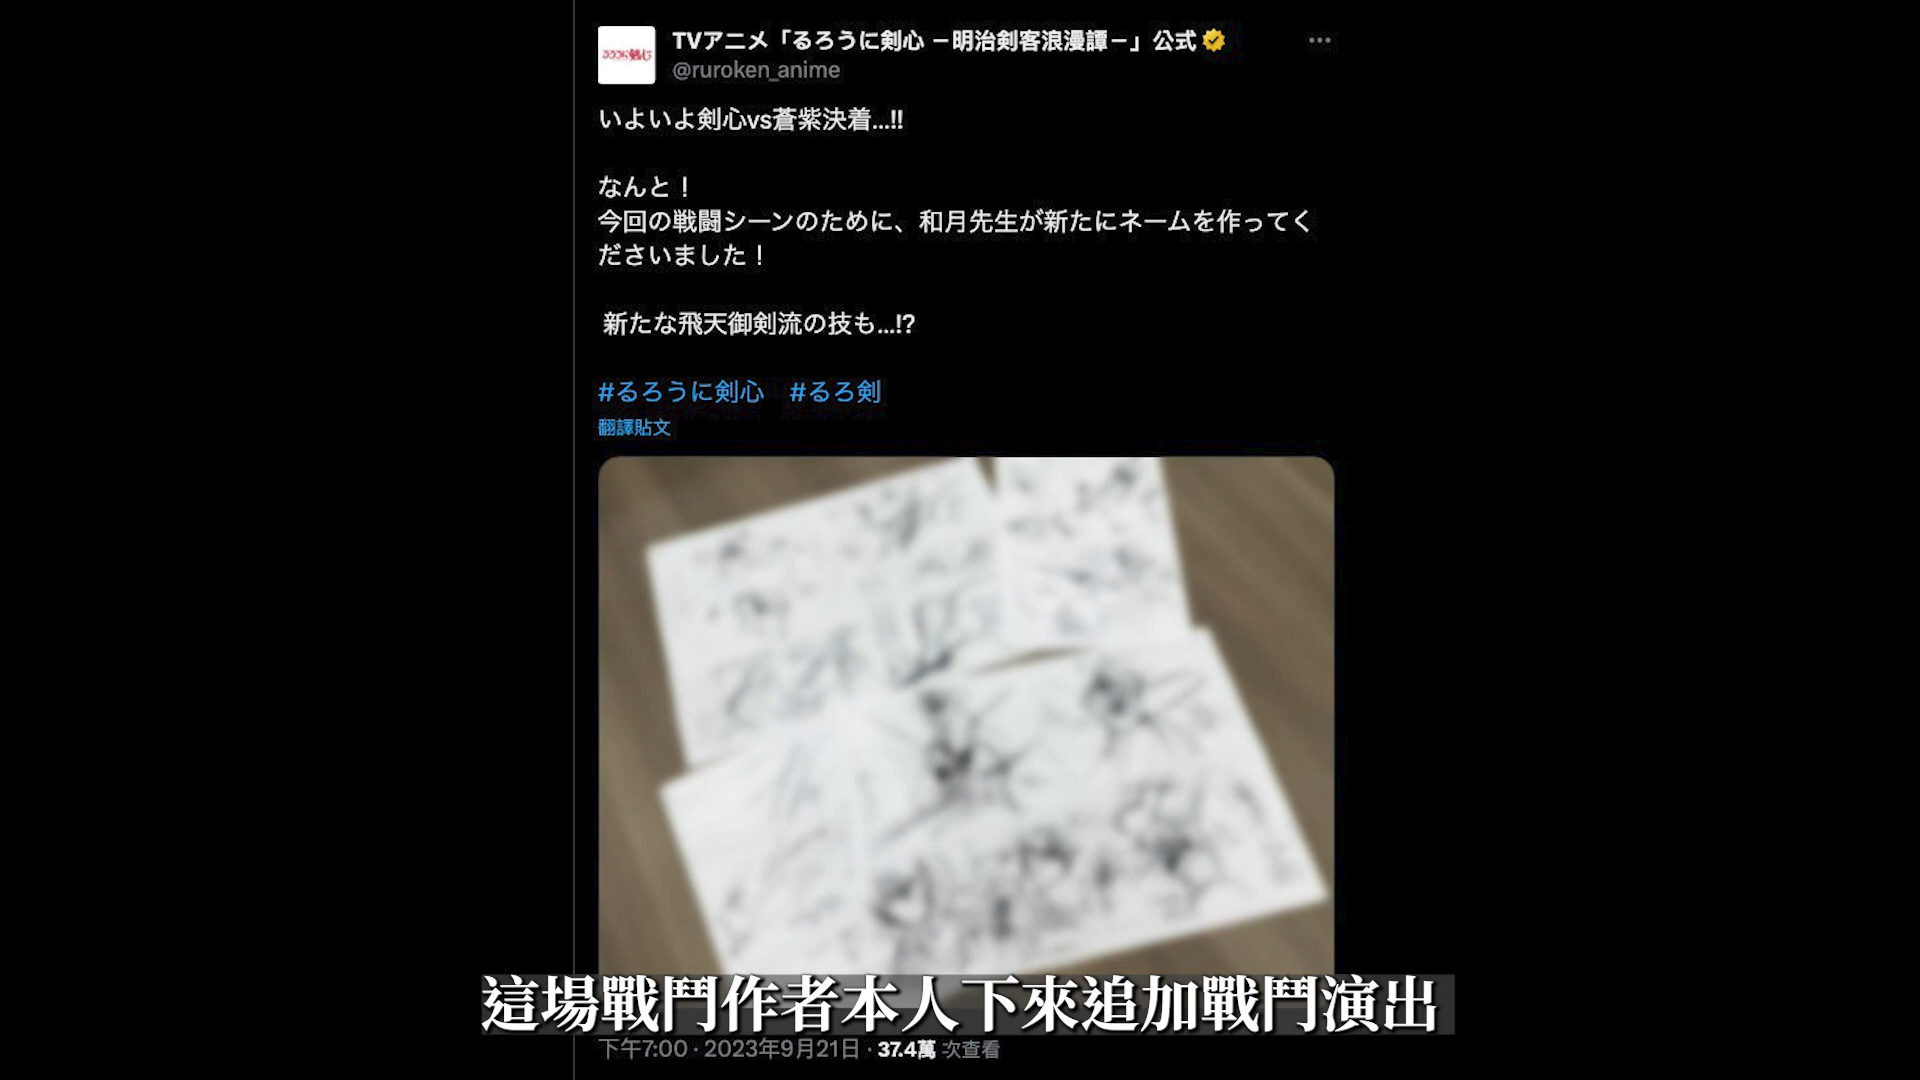 るろうに剣心
TVアニメ「るろうに剣心 －明治剣客浪漫譚－」公式
@ruroken_anime
いよいよ剣心vs蒼紫決着...!!
なんと！
今回の戦闘シーンのために、和月先生が新たにネームを作ってく
ださいました！
新たな飛天御剣流の技も...!?
#るろうに剣心 #るろ剣
翻譯貼文
這場戰鬥作者本人下來追加戰鬥演出
下午7:00 · 2023年9月21日 · 37.4萬 次查看